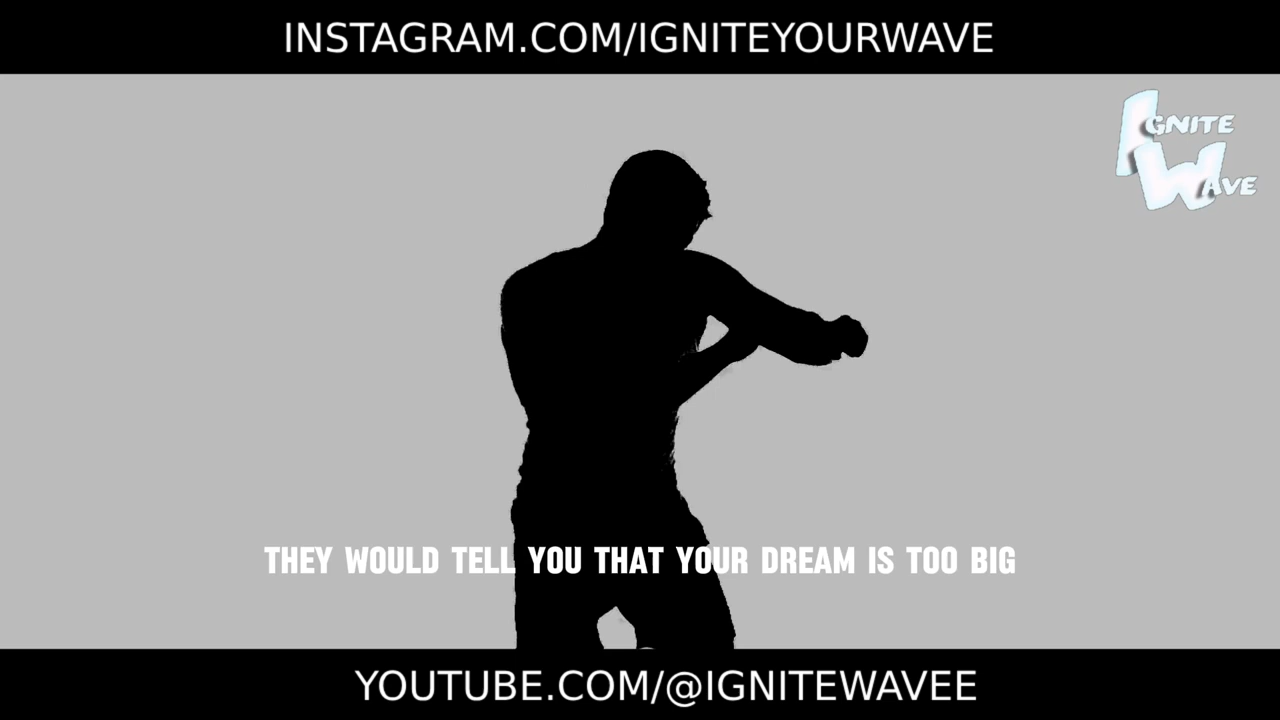 INSTAGRAM.COM/IGNITEYOURWAVE
IGNITE
WAVE
THEY WOULD TELL YOU THAT YOUR DREAM IS TOO BIG
YOUTUBE.COM/@IGNITEWAVEE